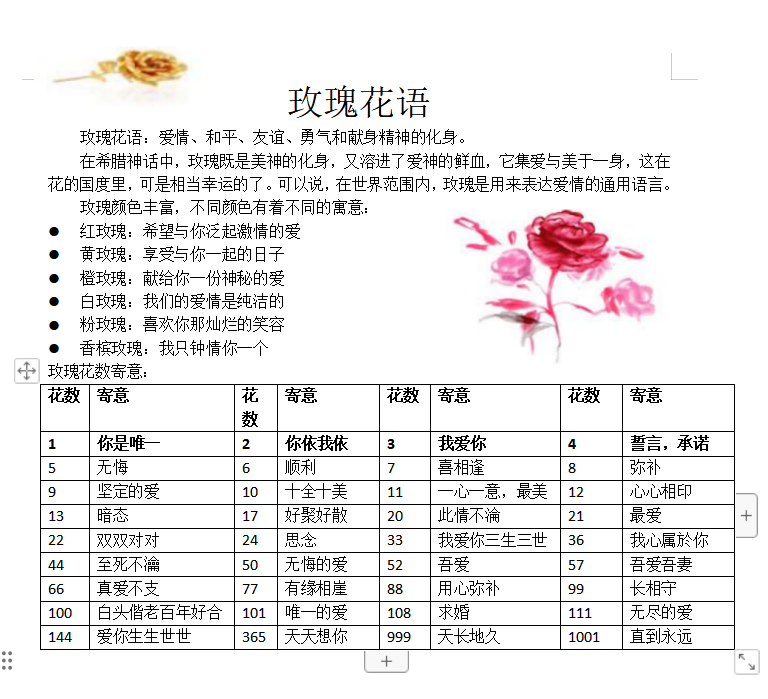 玫瑰花语
玫瑰花语：爱情、和平、友谊、勇气和献身精神的化身。
在希腊神话中，玫瑰既是美神的化身，又溶进了爱神的鲜血，它集爱与美于一身，这在
花的国度里，可是相当幸运的了。可以说，在世界范围内，玫瑰是用来表达爱情的通用语言。
玫瑰颜色丰富，不同颜色有着不同的寓意：
● 红玫瑰：希望与你泛起激情的爱
● 黄玫瑰：享受与你一起的日子
● 橙玫瑰：献给你一份神秘的爱
● 白玫瑰：我们的爱情是纯洁的
● 粉玫瑰：喜欢你那灿烂的笑容
● 香槟玫瑰：我只钟情你一个
玫瑰花数寄意：
花数 寄意 花数 寄意 花数 寄意 花数 寄意
1 你是唯一 2 你依我依 3 我爱你 4 誓言，承诺
5 无悔 6 顺利 7 喜相逢 8 弥补
9 坚定的爱 10 十全十美 11 一心一意，最美 12 心心相印
13 暗恋 17 好聚好散 20 此情不渝 21 最爱
22 双双对对 24 思念 33 我爱你三生三世 36 我心属於你
44 至死不瀹 50 无悔的爱 52 吾爱 57 吾爱吾妻
66 真爱不支 77 有缘相崖 88 用心弥补 99 长相守
100 白头偕老百年好合 101 唯一的爱 108 求婚 111 无尽的爱
144 爱你生生世世 365 天天想你 999 天长地久 1001 直到永远